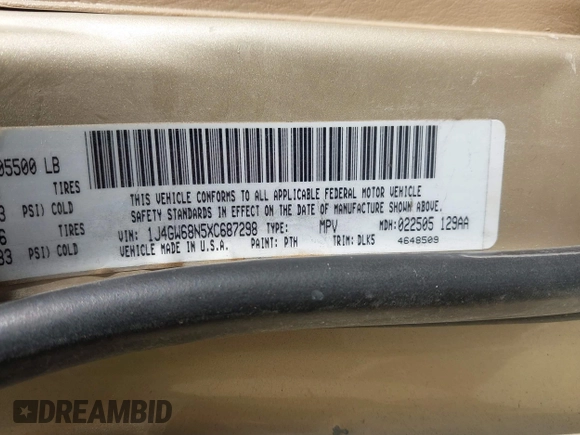 05500 LB
TIRES
PSI) COLD
TIRES
PSI) COLD
THIS VEHICLE CONFORMS TO ALL APPLICABLE FEDERAL MOTOR VEHICLE
SAFETY STANDARDS IN EFFECT ON THE DATE OF MANUFACTURE SHOWN ABOVE.
VIN: 1J4GW68N5XC687298 TYPE: MPV MDH: 022505 129AA
VEHICLE MADE IN U.S.A. PAINT: PTH TRIM: DLK5 4648509
DREAMBID